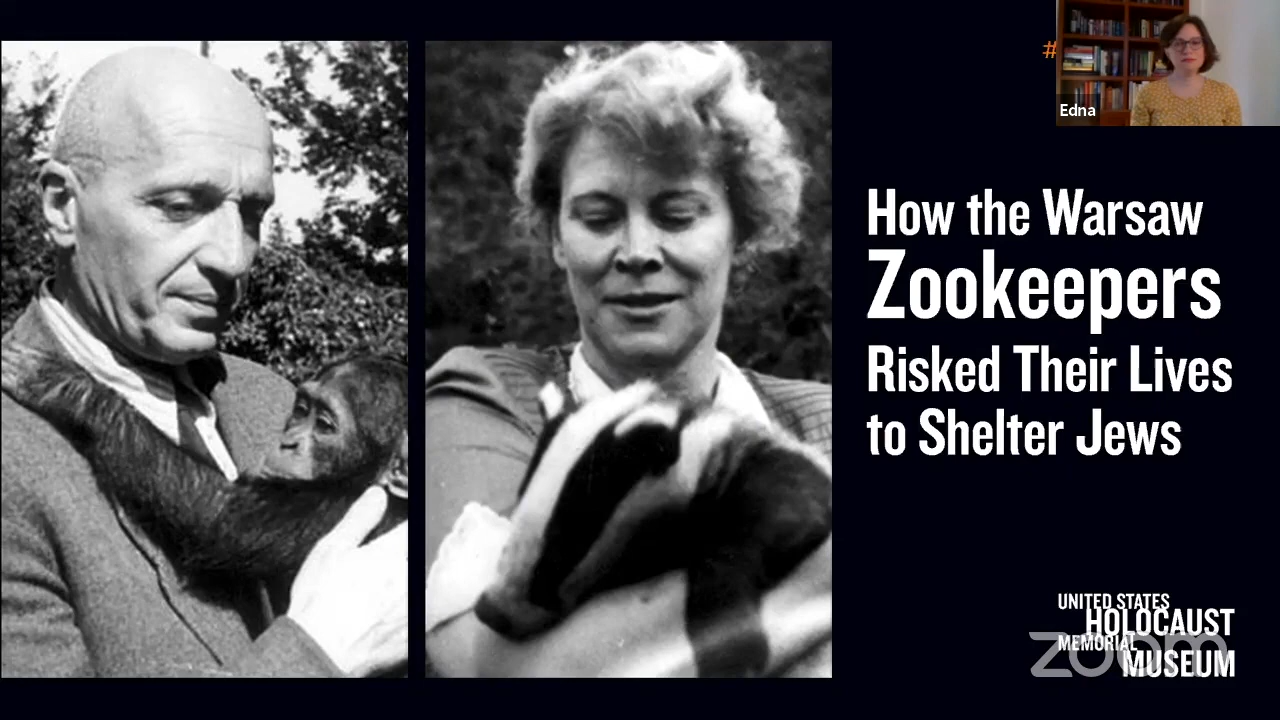 #
Edna
How the Warsaw
Zookeepers
Risked Their Lives
to Shelter Jews
UNITED STATES
HOLOCAUST
MEMORIAL
MUSEUM
zoom